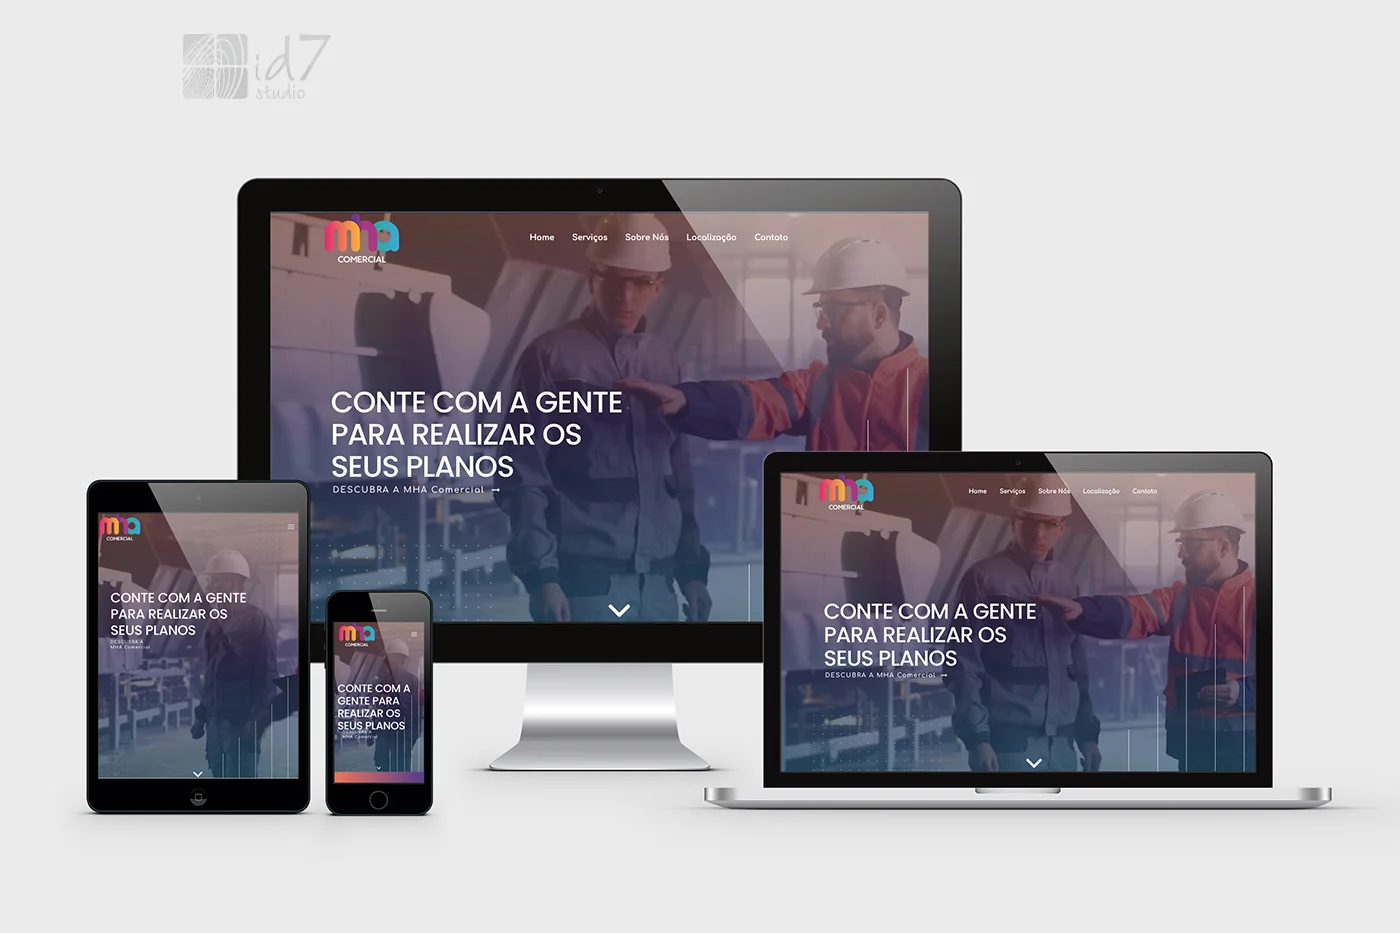 id7
studio
mha
COMERCIAL
Home Serviços Sobre Nós Localização Contato
CONTE COM A GENTE
PARA REALIZAR OS
SEUS PLANOS
DESCUBRA A MHA Comercial →
mha
COMERCIAL
Home Serviços Sobre Nós Localização Contato
CONTE COM A GENTE
PARA REALIZAR OS
SEUS PLANOS
DESCUBRA A MHA Comercial →
mha
COMERCIAL
CONTE COM A GENTE
PARA REALIZAR OS
SEUS PLANOS
DESCUBRA A
MHA Comercial
mha
COMERCIAL
CONTE COM A
GENTE PARA
REALIZAR OS
SEUS PLANOS
DESCUBRA A
MHA Comercial